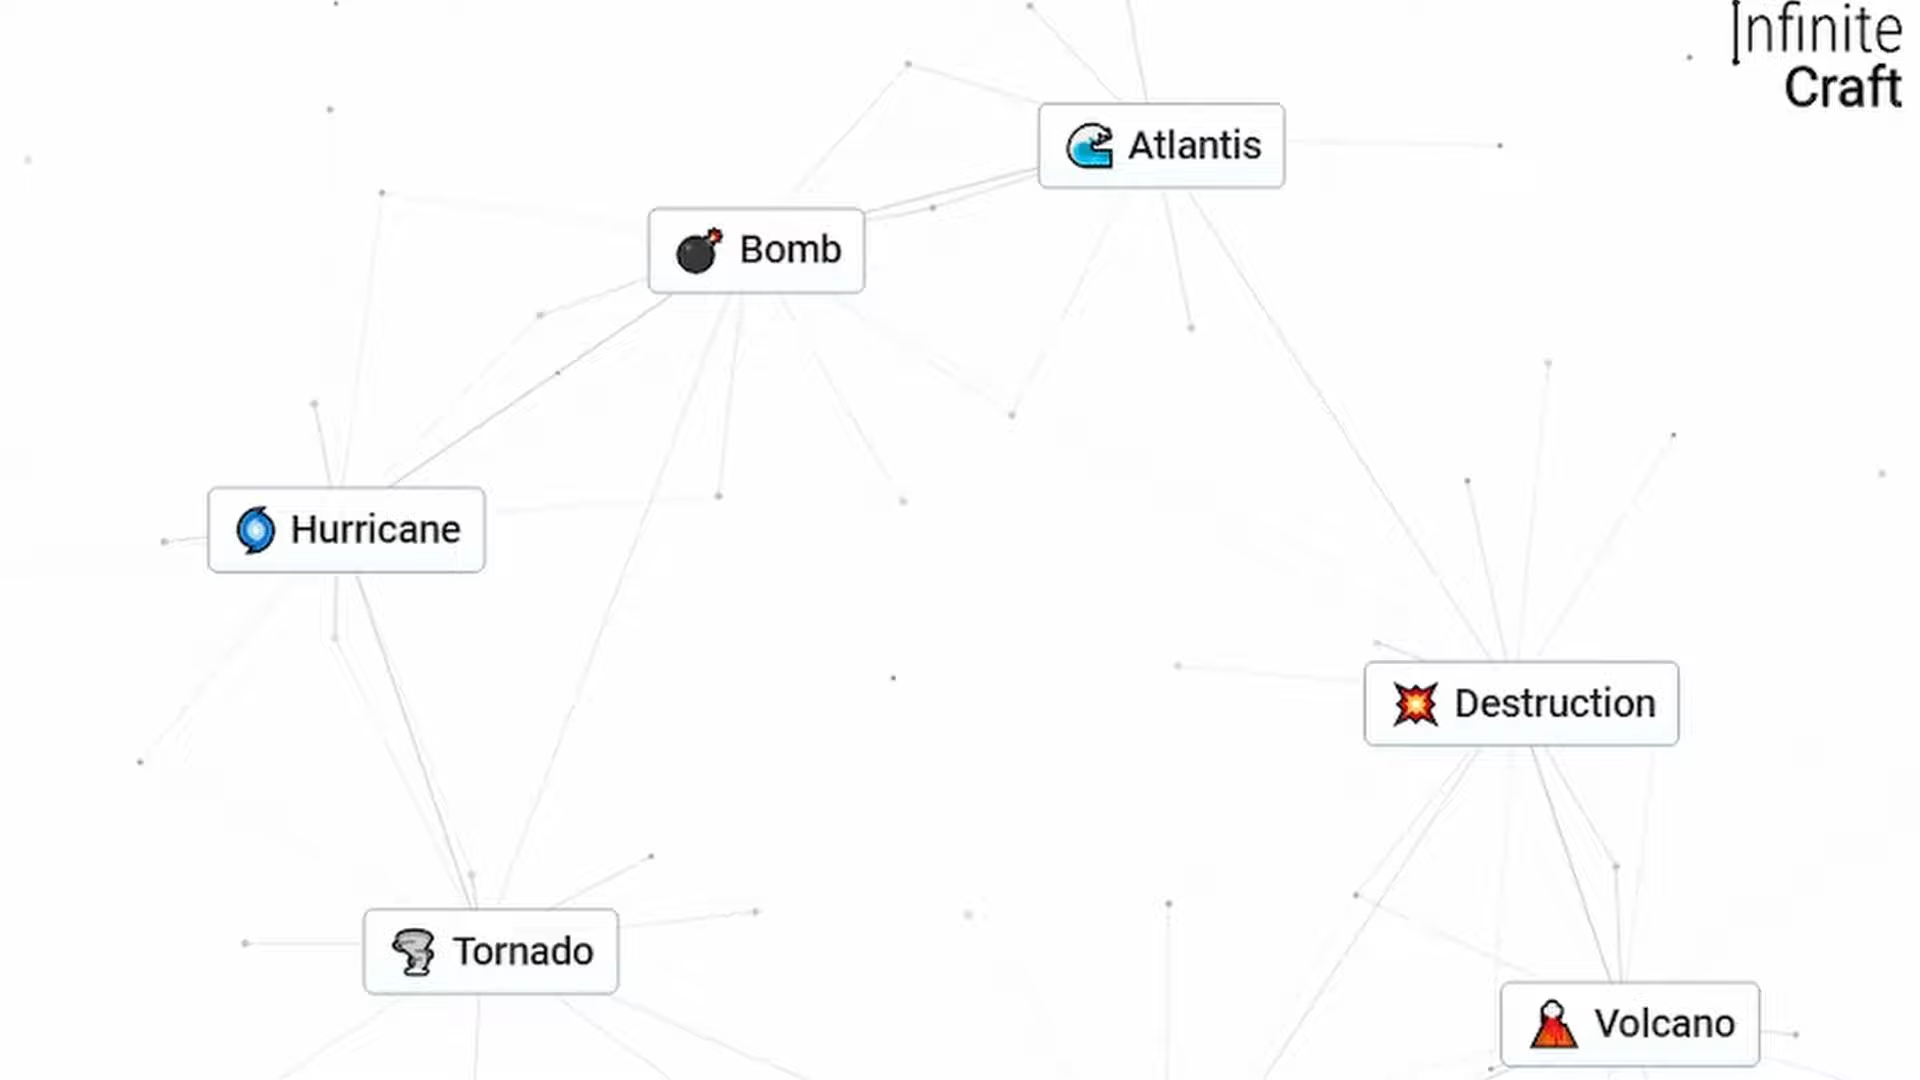 Infinite
Craft
Atlantis
Bomb
Hurricane
Destruction
Tornado
Volcano